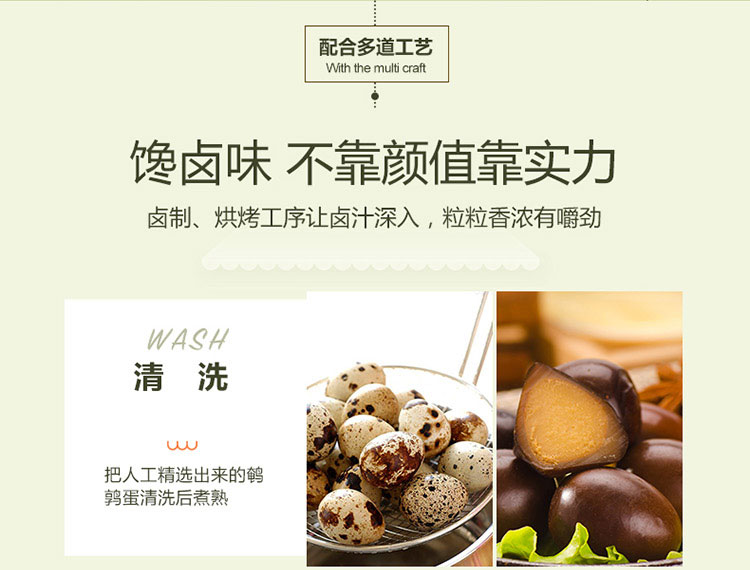 配合多道工艺
With the multi craft
馋卤味 不靠颜值靠实力
卤制、烘烤工序让卤汁深入，粒粒香浓有嚼劲
WASH
清 洗
把人工精选出来的鹌
鹑蛋清洗后煮熟